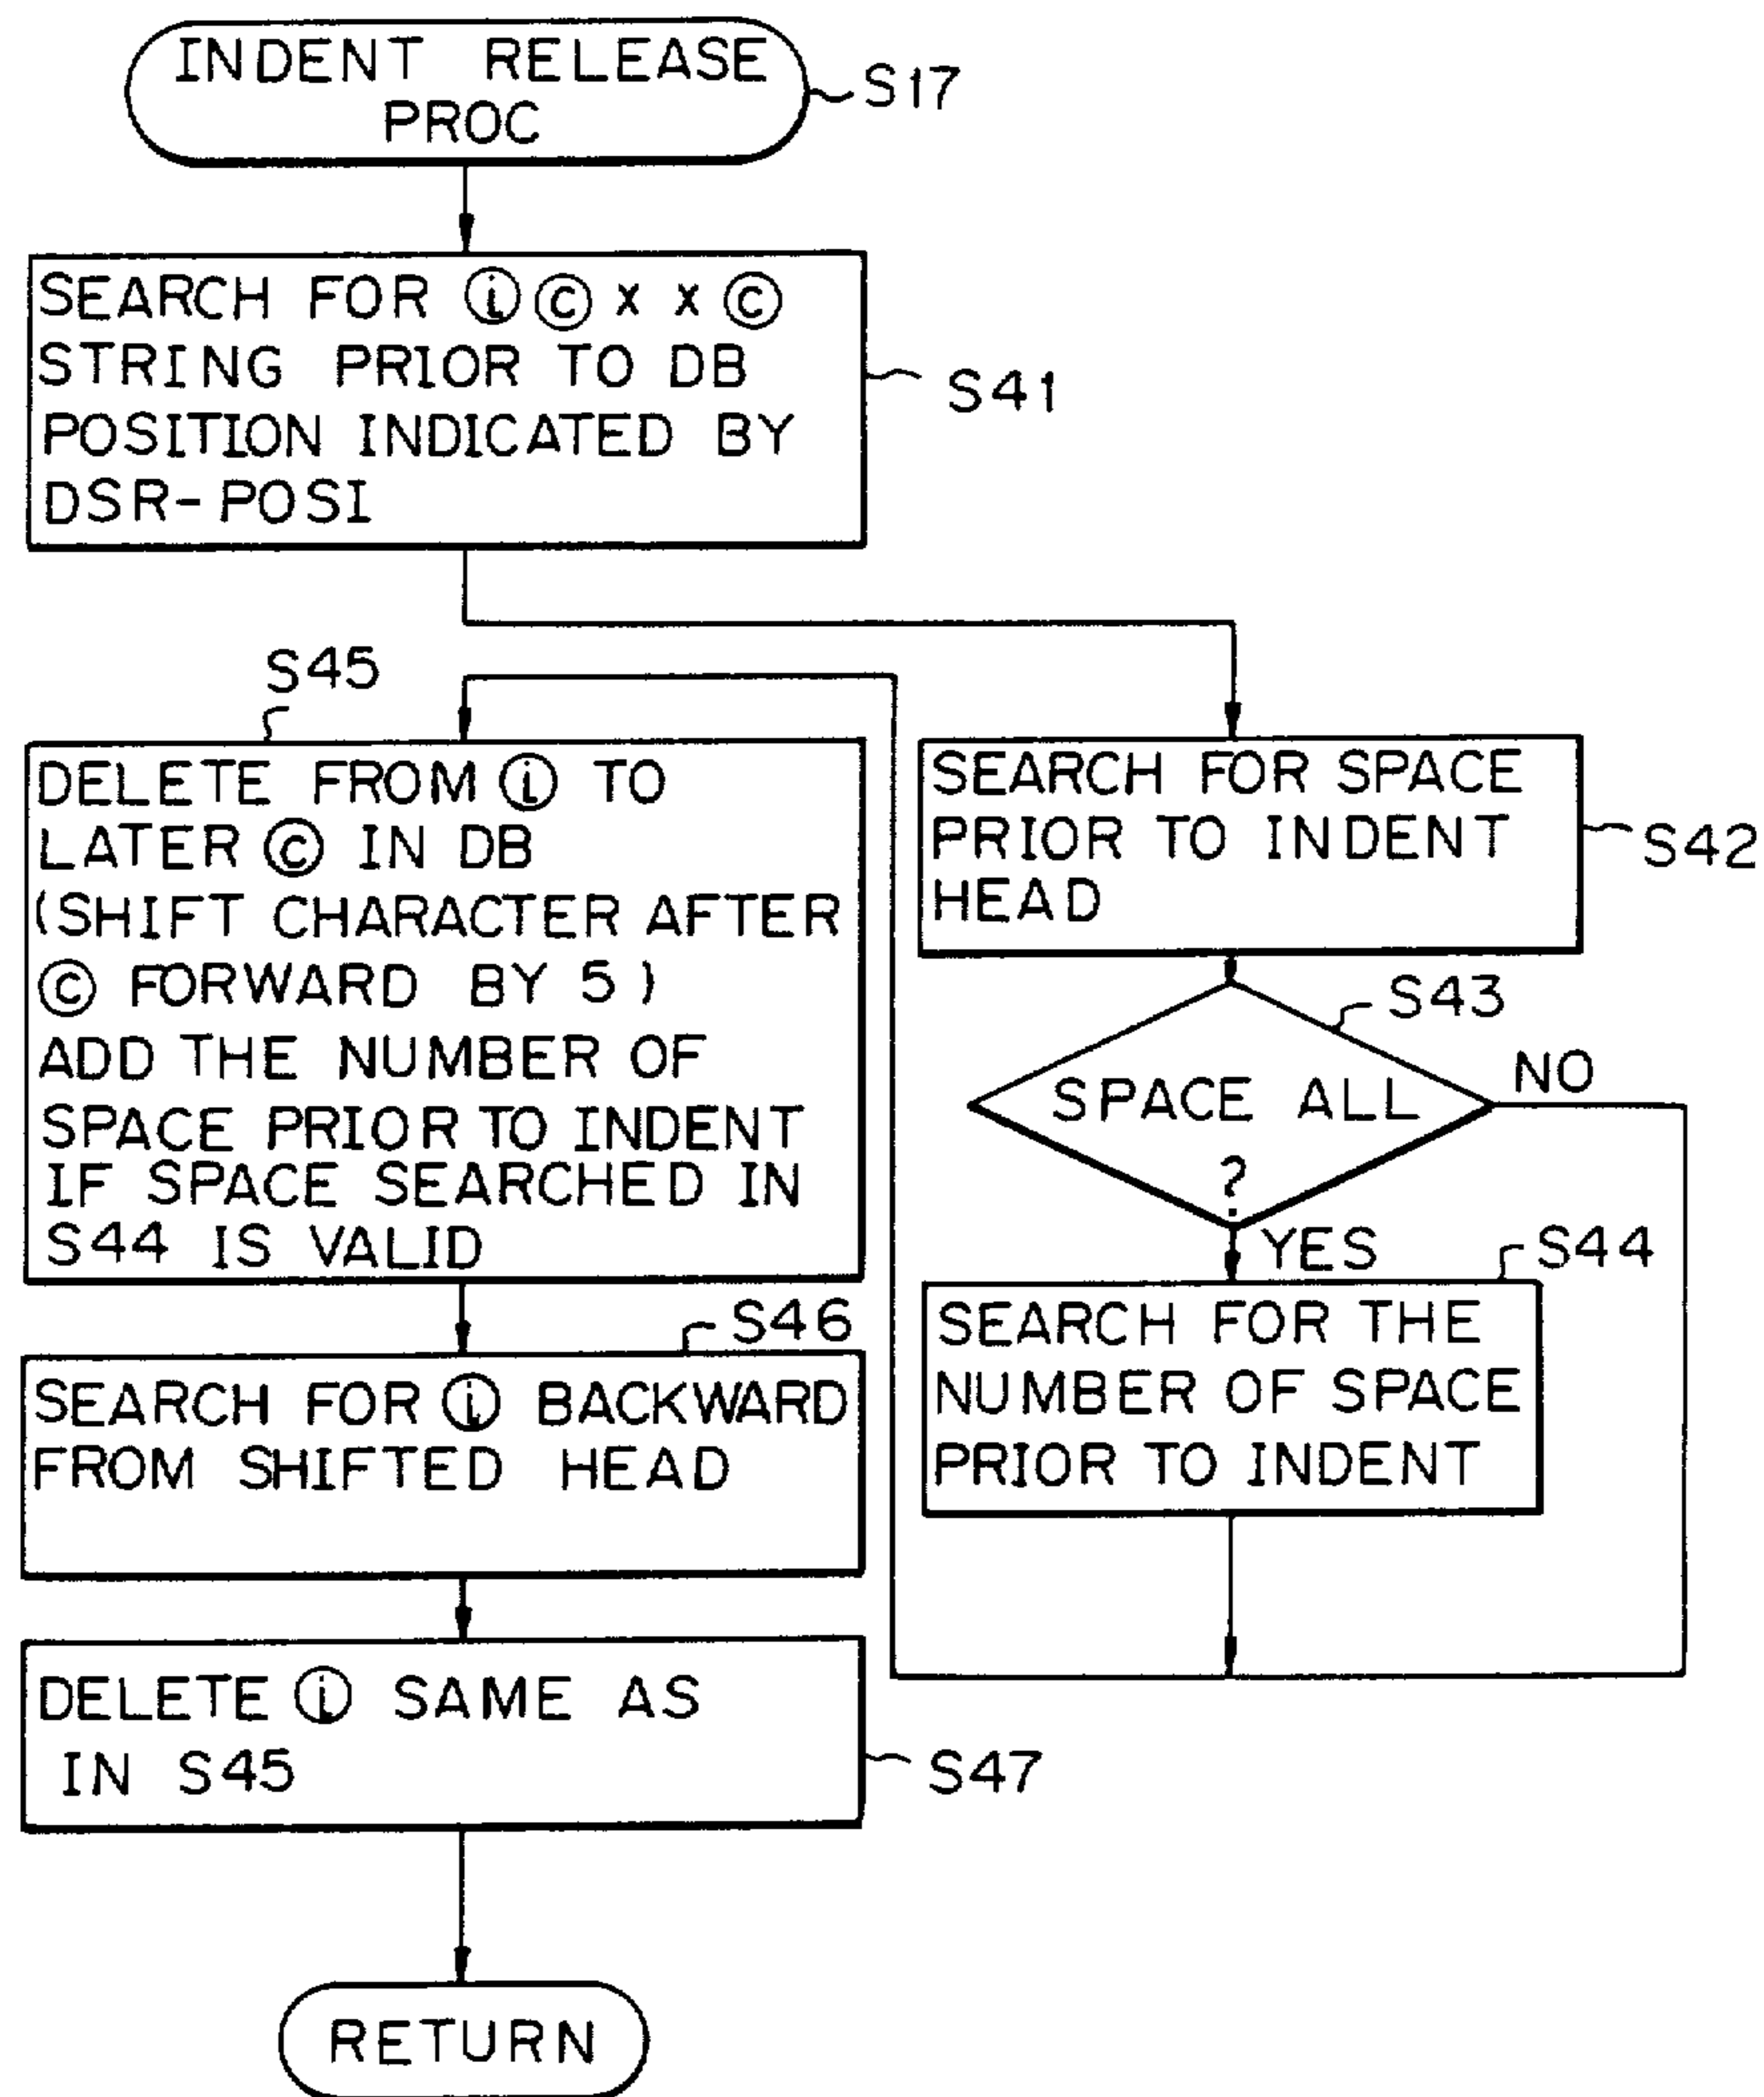 INDENT RELEASE
PROC
S17
SEARCH FOR ⓘ © x x ©
STRING PRIOR TO DB
POSITION INDICATED BY
DSR-POSI
S41
S45
DELETE FROM ⓘ TO
LATER © IN DB
(SHIFT CHARACTER AFTER
© FORWARD BY 5)
ADD THE NUMBER OF
SPACE PRIOR TO INDENT
IF SPACE SEARCHED IN
S44 IS VALID
SEARCH FOR SPACE
PRIOR TO INDENT
HEAD
S42
S43
SPACE ALL
?
NO
YES
S44
SEARCH FOR THE
NUMBER OF SPACE
PRIOR TO INDENT
S46
SEARCH FOR ⓘ BACKWARD
FROM SHIFTED HEAD
DELETE ⓘ SAME AS
IN S45
S47
RETURN